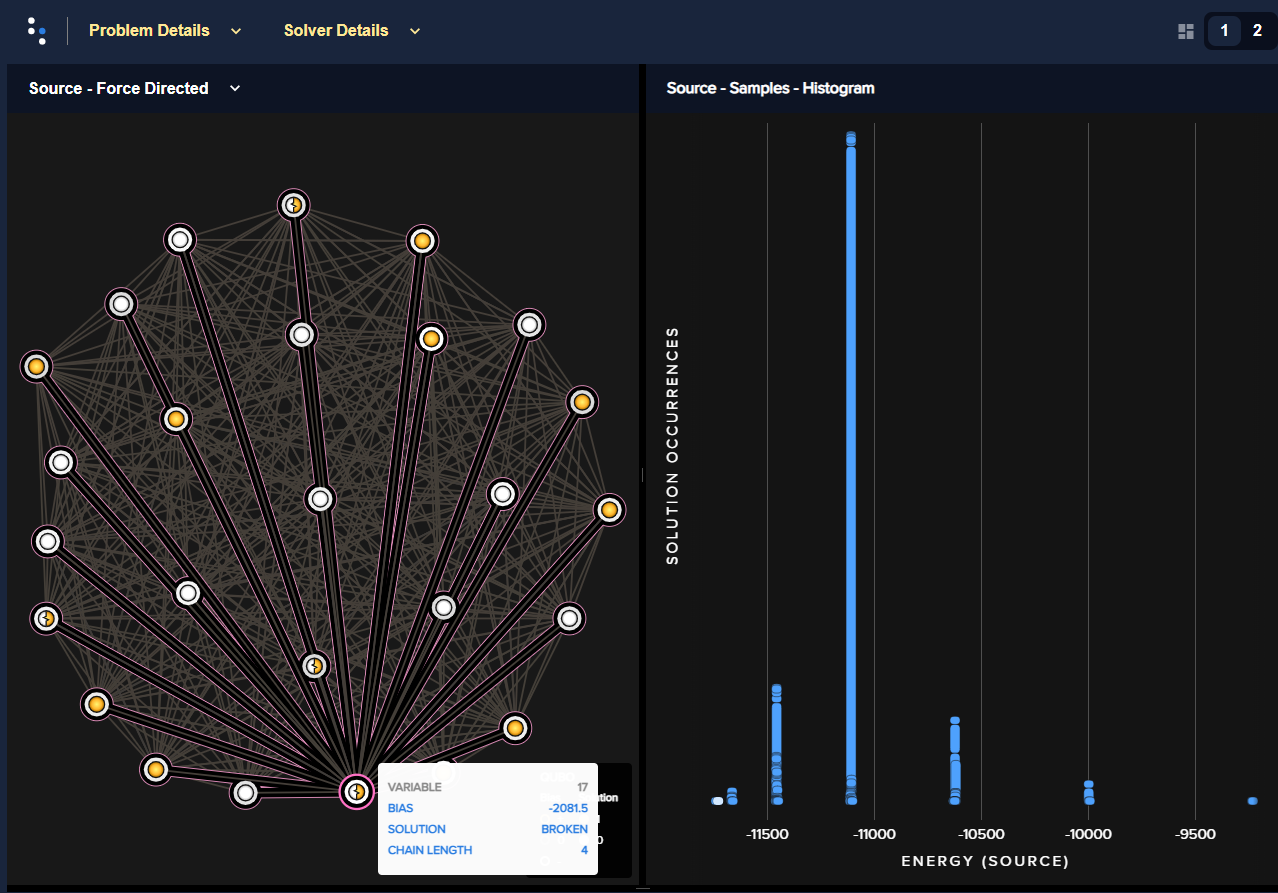 Problem Details
Solver Details
1
2
Source - Force Directed
Source - Samples - Histogram
SOLUTION OCCURRENCES
VARIABLE 17
BIAS -2081.5
SOLUTION BROKEN
CHAIN LENGTH 4
-11500 -11000 -10500 -10000 -9500
ENERGY (SOURCE)